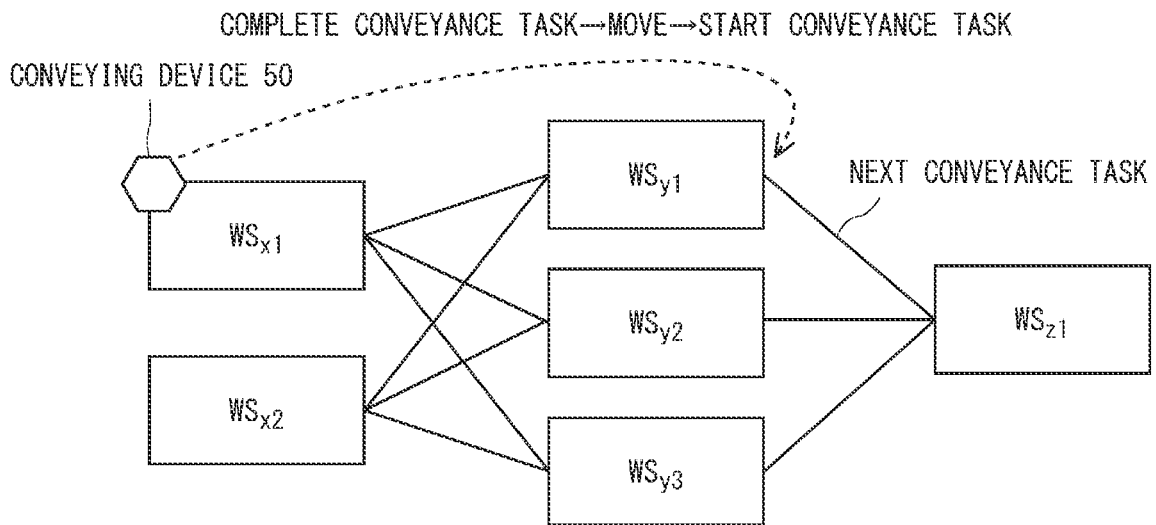 COMPLETE CONVEYANCE TASK→MOVE→START CONVEYANCE TASK
CONVEYING DEVICE 50
WSy1
NEXT CONVEYANCE TASK
WSx1
WSy2
WSz1
WSx2
WSy3